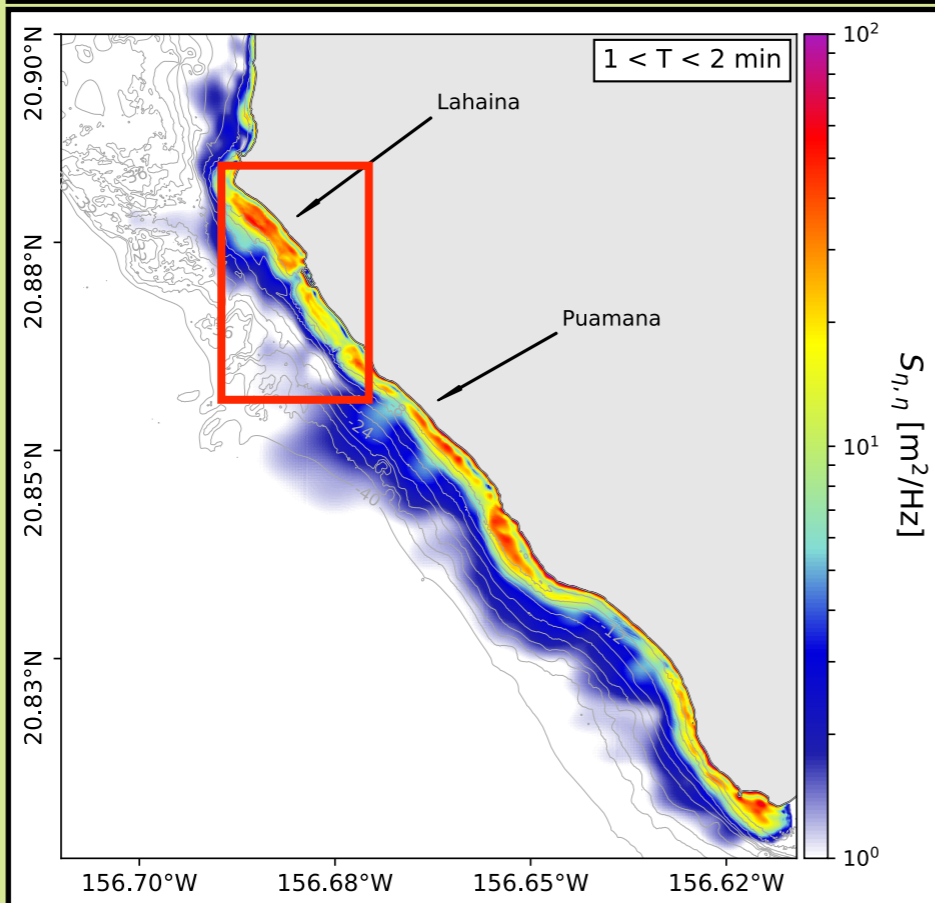 1 < T < 2 min
Lahaina
Puamana
20.90°N
20.88°N
20.85°N
20.83°N
156.70°W
156.68°W
156.65°W
156.62°W
10²
10¹
10⁰
S_{η,η} [m²/Hz]
-24
-40
-12